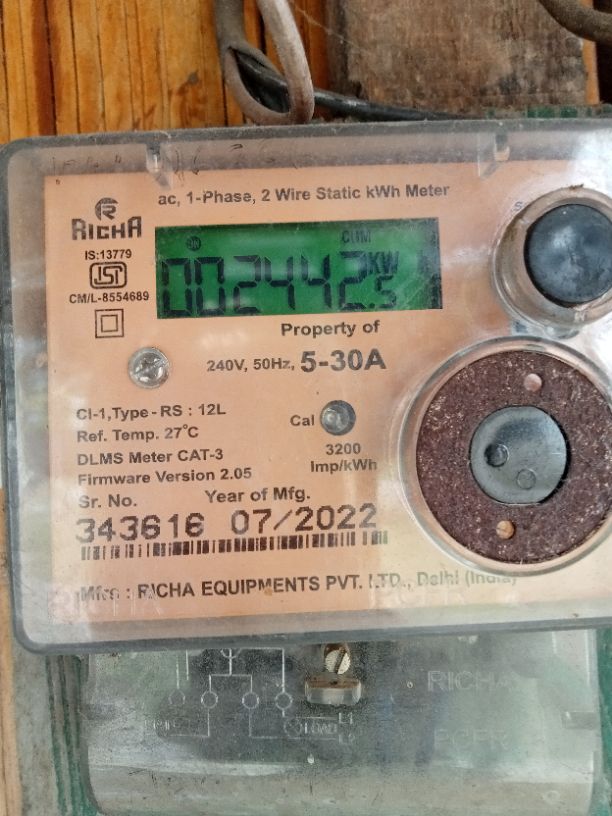 ac, 1-Phase, 2 Wire Static kWh Meter
R
RICHA
IS:13779
ISI
CM/L-8554689
ON
CUM
002442.5
KW
Property of
240V, 50Hz, 5-30A
Cl-1,Type - RS : 12L
Ref. Temp. 27°C
DLMS Meter CAT-3
Firmware Version 2.05
Cal
3200
Imp/kWh
Sr. No. Year of Mfg.
343616 07/2022
Mfrs : RICHA EQUIPMENTS PVT. LTD., Delhi (India)
RICHA
LOAD
RICHA